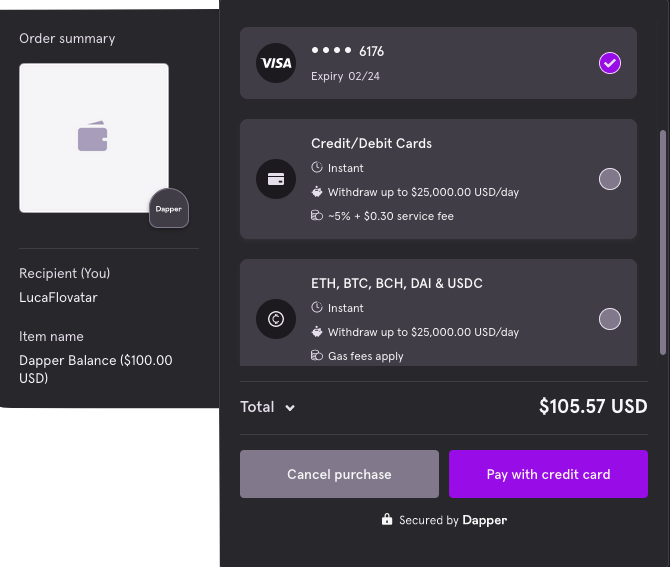 Order summary
Dapper
Recipient (You)
LucaFlovatar
Item name
Dapper Balance ($100.00
USD)
VISA
•••• 6176
Expiry 02/24
Credit/Debit Cards
Instant
Withdraw up to $25,000.00 USD/day
~5% + $0.30 service fee
ETH, BTC, BCH, DAI & USDC
Instant
Withdraw up to $25,000.00 USD/day
Gas fees apply
Total
$105.57 USD
Cancel purchase
Pay with credit card
Secured by Dapper